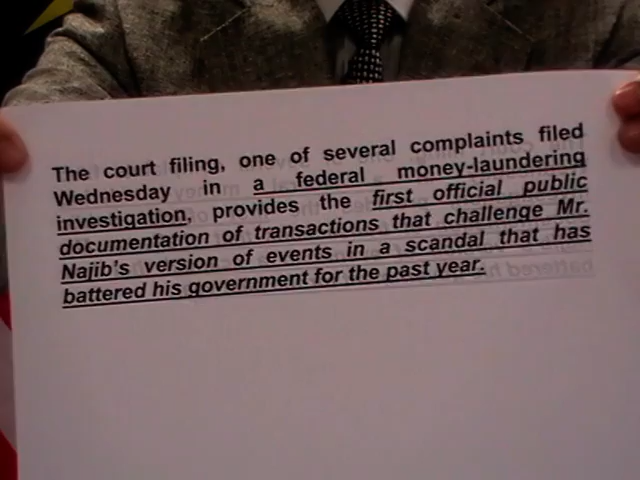 The court filing, one of several complaints filed
Wednesday in a federal money-laundering
investigation, provides the first official public
documentation of transactions that challenge Mr.
Najib's version of events in a scandal that has
battered his government for the past year.